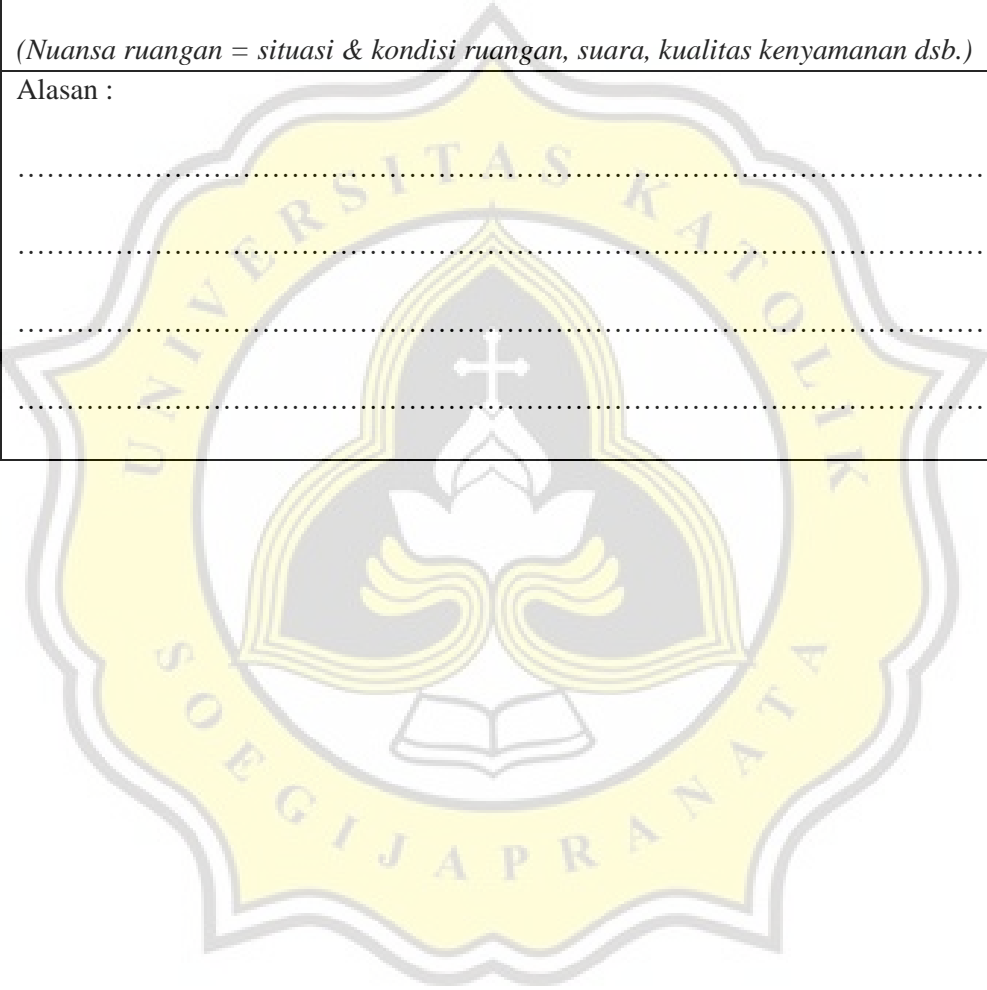 (Nuansa ruangan = situasi & kondisi ruangan, suara, kualitas kenyamanan dsb.)
Alasan :
……………………………………………………………………………………
……………………………………………………………………………………
……………………………………………………………………………………
……………………………………………………………………………………
UNIVERSITAS KATOLIK
SOEGIJAPRANATA